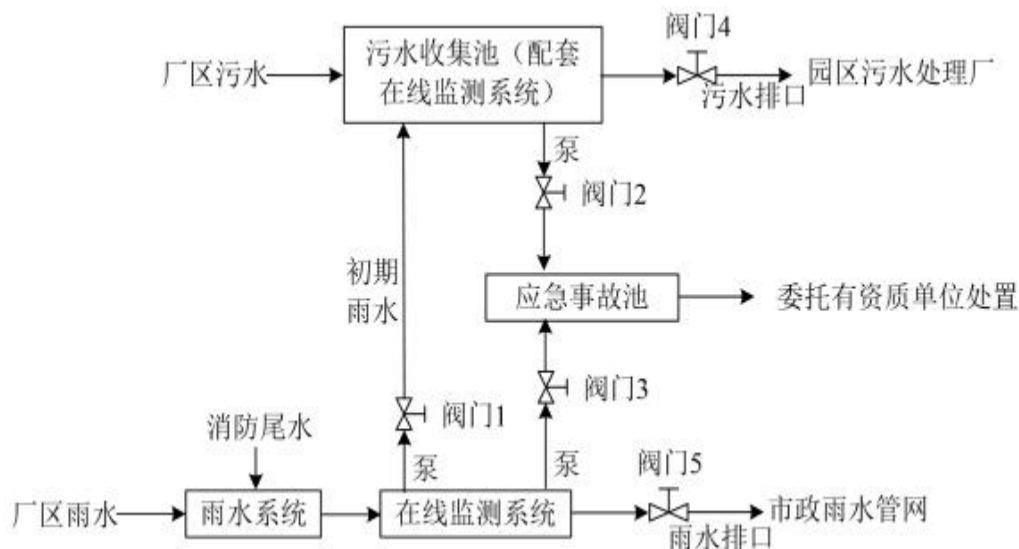 阀门4
厂区污水
污水收集池（配套
在线监测系统）
园区污水处理厂
污水排口
泵
阀门2
初期
雨水
应急事故池
委托有资质单位处置
阀门3
阀门1
消防尾水
泵
泵
阀门5
厂区雨水
雨水系统
在线监测系统
市政雨水管网
雨水排口